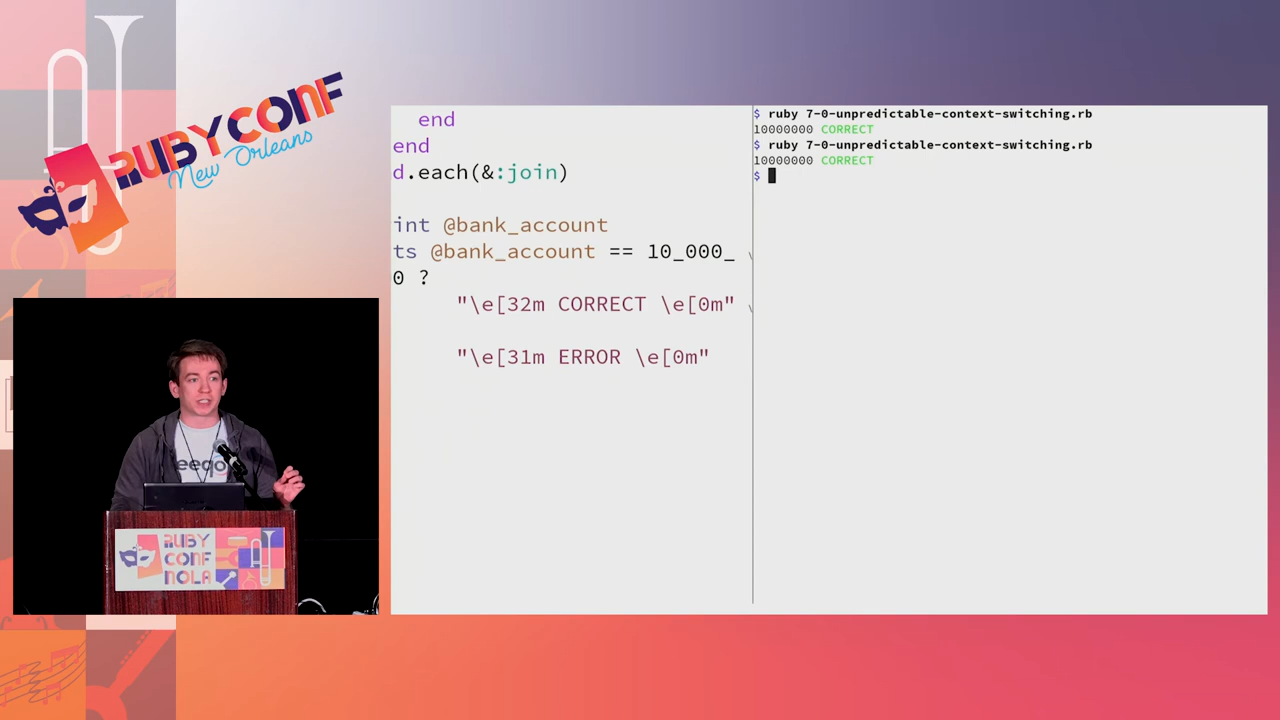 RUBYCONF
New Orleans
end
end
d.each(&:join)
int @bank_account
ts @bank_account == 10_000_
0 ?
"\e[32m CORRECT \e[0m"
"\e[31m ERROR \e[0m"
$ ruby 7-0-unpredictable-context-switching.rb
10000000 CORRECT
$ ruby 7-0-unpredictable-context-switching.rb
10000000 CORRECT
$
eeqo
RUBY
CONF
NOLA